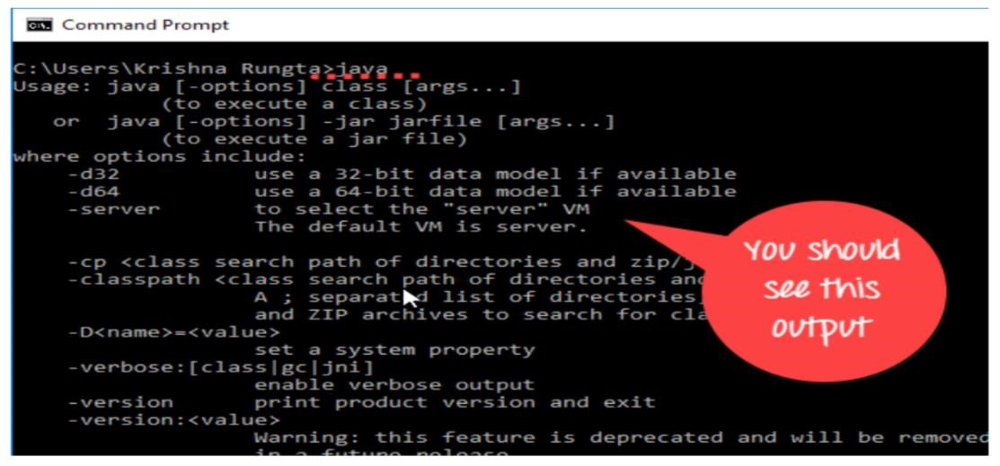 Command Prompt
C:\Users\Krishna Rungta>java
Usage: java [-options] class [args...]
(to execute a class)
or java [-options] -jar jarfile [args...]
(to execute a jar file)
where options include:
-d32 use a 32-bit data model if available
-d64 use a 64-bit data model if available
-server to select the "server" VM
The default VM is server.
-cp <class search path of directories and zip/j
-classpath <class search path of directories and
A ; separated list of directories,
and ZIP archives to search for cla
-D<name>=<value>
set a system property
-verbose:[class|gc|jni]
enable verbose output
-version print product version and exit
-version:<value>
Warning: this feature is deprecated and will be removed
in a future release
You should
see this
output